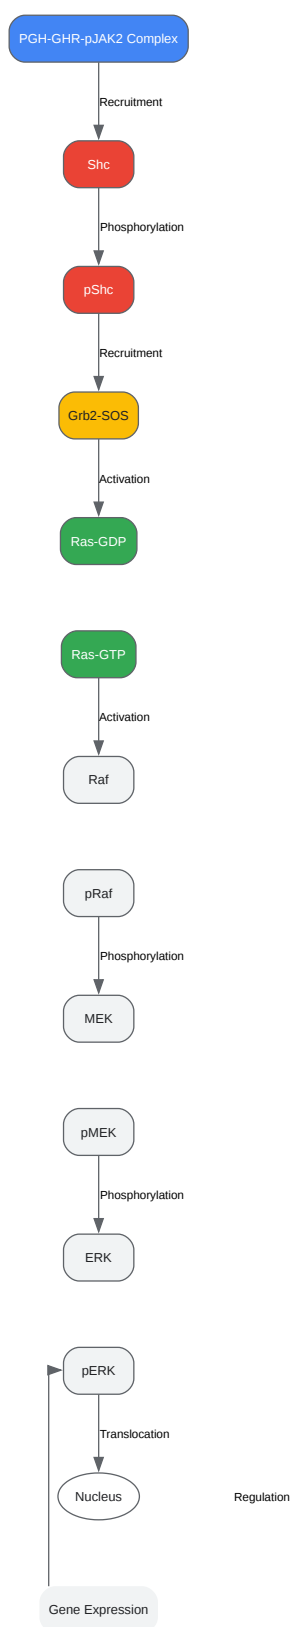 PGH-GHR-pJAK2 Complex
Recruitment
Shc
Phosphorylation
pShc
Recruitment
Grb2-SOS
Activation
Ras-GDP
Ras-GTP
Activation
Raf
pRaf
Phosphorylation
MEK
pMEK
Phosphorylation
ERK
pERK
Translocation
Nucleus
Regulation
Gene Expression